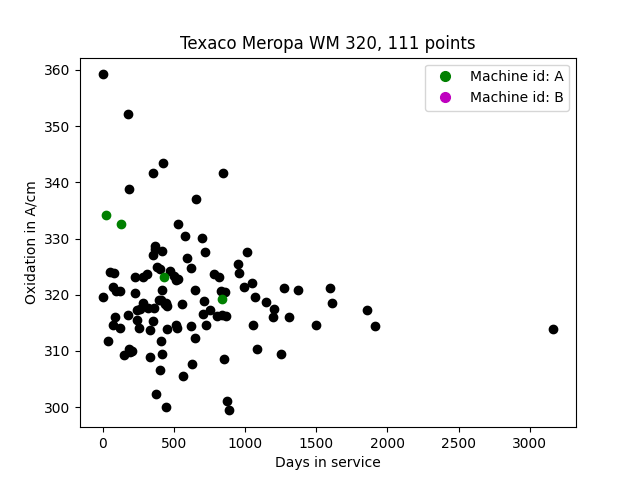 Texaco Meropa WM 320, 111 points
Machine id: A
Machine id: B
Oxidation in A/cm
360
350
340
330
320
310
300
0
500
1000
1500
2000
2500
3000
Days in service